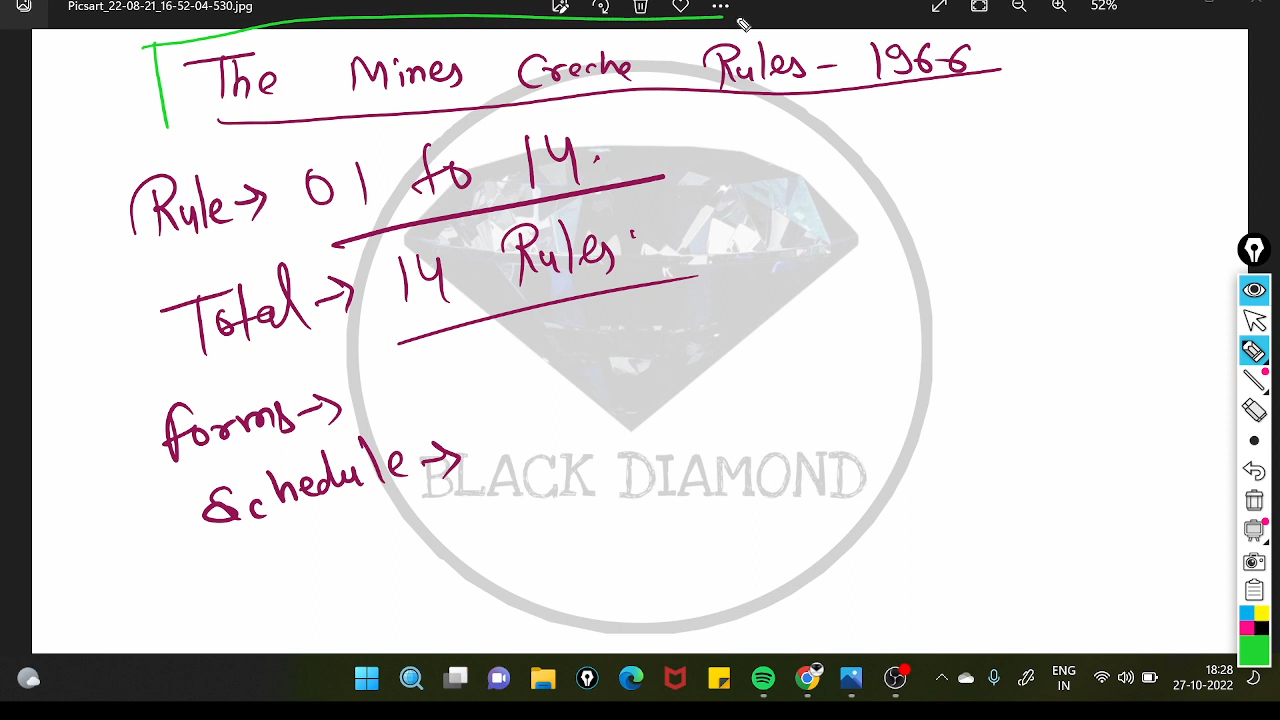 Picsart_22-08-21_16-52-04-530.jpg
52%
The Mines Creche Rules - 1966
Rule → 01 to 14.
Total → 14 Rules.
forms →
Schedule →
BLACK DIAMOND
ENG
IN
18:28
27-10-2022